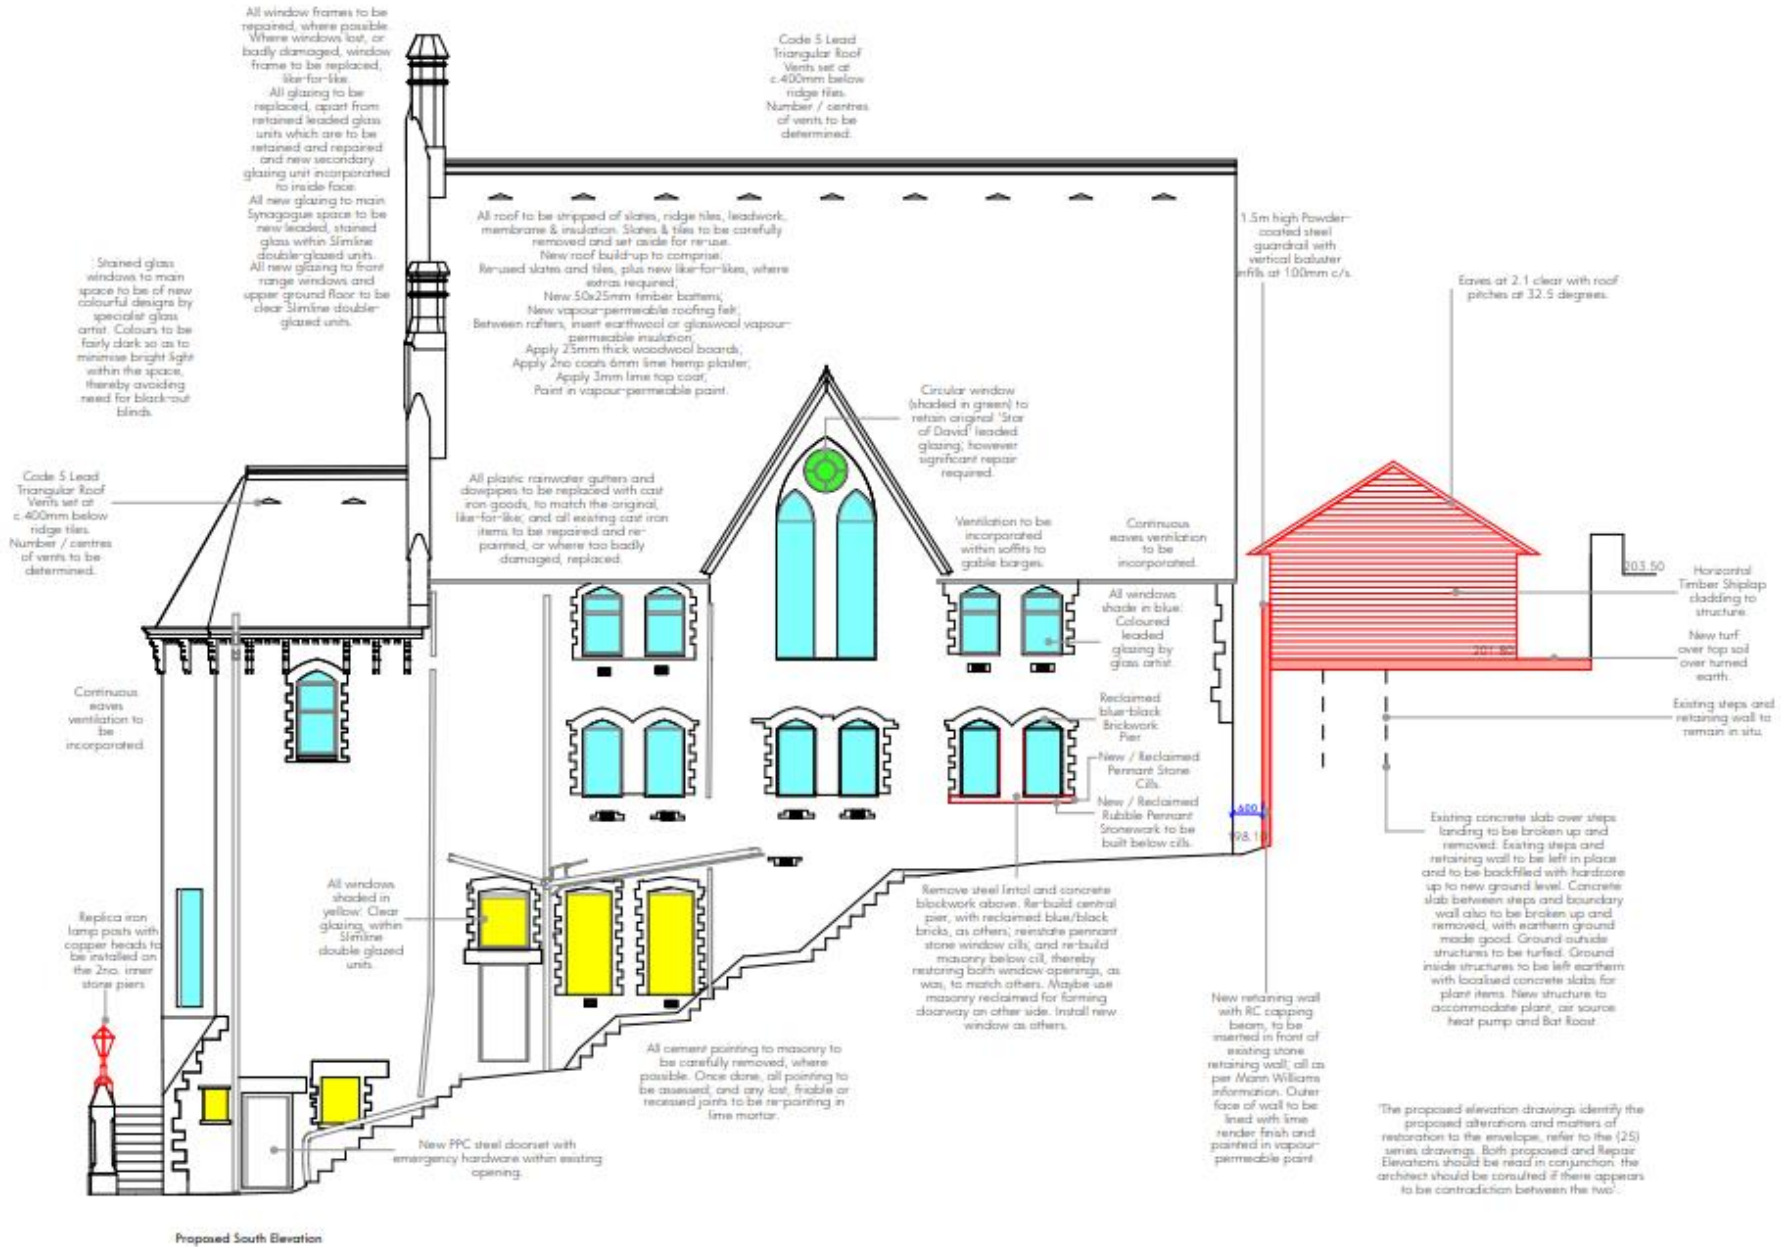 All window frames to be
repaired, where possible.
Where windows lost, or
badly damaged, window
frame to be replaced,
like-for-like.
All glazing to be
replaced, apart from
retained leaded glass
units which are to be
retained and repaired
and new secondary
glazing unit incorporated
to inside face.
All new glazing to main
Synagogue space to be
new leaded, stained
glass within Slimline
double-glazed units.
All new glazing to front
range windows and
upper ground floor to be
clear Slimline double-
glazed units.
Code 5 Lead
Triangular Roof
Vents set at
c.400mm below
ridge tiles.
Number / centres
of vents to be
determined.
Stained glass
windows to main
space to be of new
colourful designs by
specialist glass
artist. Colours to be
fairly dark so as to
minimise bright light
within the space,
thereby avoiding
need for black-out
blinds.
All roof to be stripped of slates, ridge tiles, leadwork,
membrane & insulation. Slates & tiles to be carefully
removed and set aside for re-use.
New roof build-up to comprise:
Re-used slates and tiles, plus new like-for-likes, where
extras required;
New 50x25mm timber battens;
New vapour-permeable roofing felt;
Between rafters, insert earthwool or glasswool vapour-
permeable insulation;
Apply 25mm thick woodwool boards;
Apply 2no coats 6mm lime hemp plaster;
Apply 3mm lime top coat;
Paint in vapour-permeable paint.
1.5m high Powder-
coated steel
guardrail with
vertical baluster
infills at 100mm c/s.
Eaves at 2.1 clear with roof
pitches at 32.5 degrees.
Circular window
(shaded in green) to
retain original 'Star
of David' leaded
glazing; however
significant repair
required.
Code 5 Lead
Triangular Roof
Vents set at
c.400mm below
ridge tiles.
Number / centres
of vents to be
determined.
All plastic rainwater gutters and
dowpipes to be replaced with cast
iron goods, to match the original,
like-for-like; and all existing cast iron
items to be repaired and re-
painted, or where too badly
damaged, replaced.
Ventilation to be
incorporated
within soffits to
gable barges.
Continuous
eaves ventilation
to be
incorporated.
203.50
Horizontal
Timber Shiplap
cladding to
structure.
All windows
shade in blue:
Coloured
leaded
glazing by
glass artist.
201.80
New turf
over top soil
over turned
earth.
Continuous
eaves
ventilation to
be
incorporated.
Reclaimed
blue-black
Brickwork
Pier
Existing steps and
retaining wall to
remain in situ.
New / Reclaimed
Pennant Stone
Cills.
New / Reclaimed
Rubble Pennant
Stonework to be
built below cills.
600
198.10
Existing concrete slab over steps
landing to be broken up and
removed. Existing steps and
retaining wall to be left in place
and to be backfilled with hardcore
up to new ground level. Concrete
slab between steps and boundary
wall also to be broken up and
removed, with earthern ground
made good. Ground outside
structures to be turfed. Ground
inside structures to be left earthern
with localised concrete slabs for
plant items. New structure to
accommodate plant, air source
heat pump and Bat Roost
All windows
shaded in
yellow: Clear
glazing, within
Slimline
double glazed
units.
Remove steel lintol and concrete
blockwork above. Re-build central
pier, with reclaimed blue/black
bricks, as others; reinstate pennant
stone window cills; and re-build
masonry below cill, thereby
restoring both window openings, as
was, to match others. Maybe use
masonry reclaimed for forming
doorway on other side. Install new
window as others.
Replica iron
lamp posts with
copper heads to
be installed on
the 2no. inner
stone piers
New retaining wall
with RC capping
beam, to be
inserted in front of
existing stone
retaining wall, all as
per Mann Williams
information. Outer
face of wall to be
lined with lime
render finish and
painted in vapour-
permeable paint
All cement pointing to masonry to
be carefully removed, where
possible. Once done, all pointing to
be assessed; and any lost, friable or
recessed joints to be re-pointing in
lime mortar.
New PPC steel doorset with
emergency hardware within existing
opening.
'The proposed elevation drawings identify the
proposed alterations and matters of
restoration to the envelope, refer to the (25)
series drawings. Both proposed and Repair
Elevations should be read in conjunction. the
architect should be consulted if there appears
to be contradiction between the two'.
Proposed South Elevation